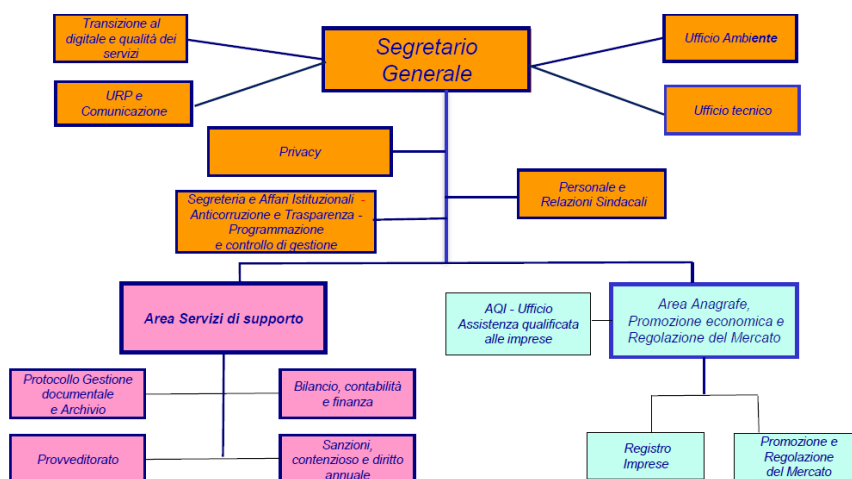 Transizione al
digitale e qualità dei
servizi
Segretario
Generale
Ufficio Ambiente
URP e
Comunicazione
Ufficio tecnico
Privacy
Personale e
Relazioni Sindacali
Segreteria e Affari Istituzionali -
Anticorruzione e Trasparenza -
Programmazione
e controllo di gestione
Area Servizi di supporto
AQI - Ufficio
Assistenza qualificata
alle imprese
Area Anagrafe,
Promozione economica e
Regolazione del Mercato
Protocollo Gestione
documentale
e Archivio
Bilancio, contabilità
e finanza
Provveditorato
Sanzioni,
contenzioso e diritto
annuale
Registro
Imprese
Promozione e
Regolazione
del Mercato